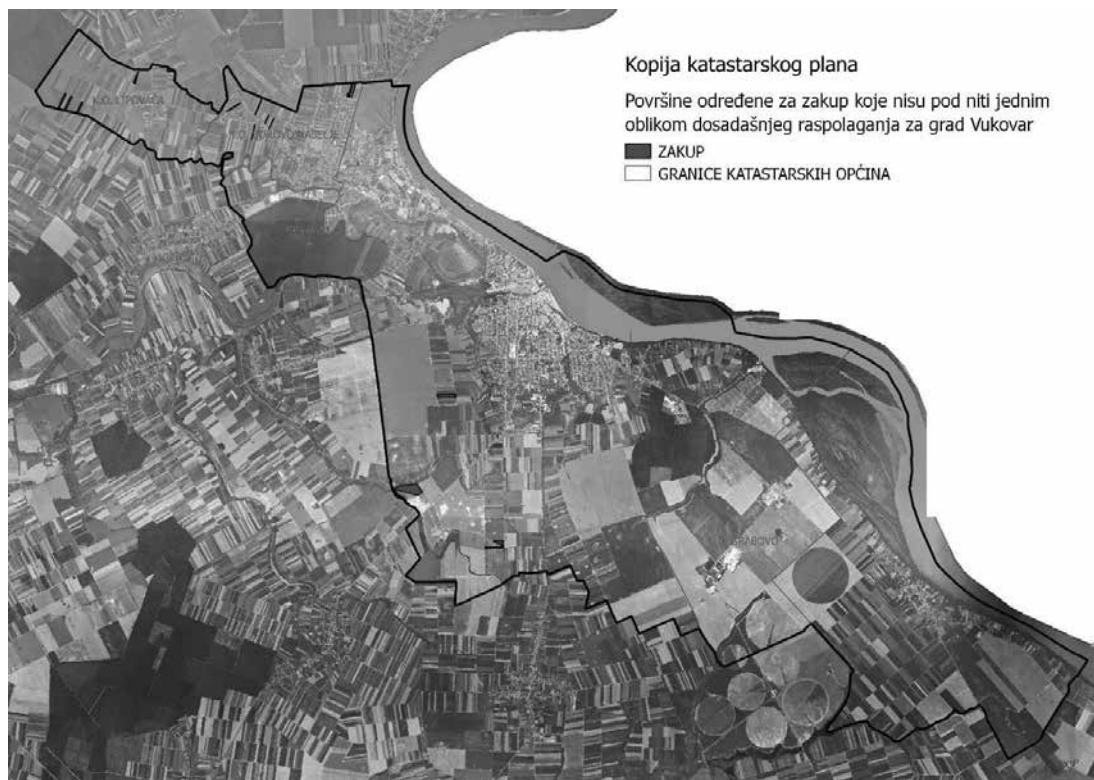 Kopija katastarskog plana
Površine određene za zakup koje nisu pod niti jednim
oblikom dosadašnjeg raspolaganja za grad Vukovar
ZAKUP
GRANICE KATASTARSKIH OPĆINA
GRABOVO